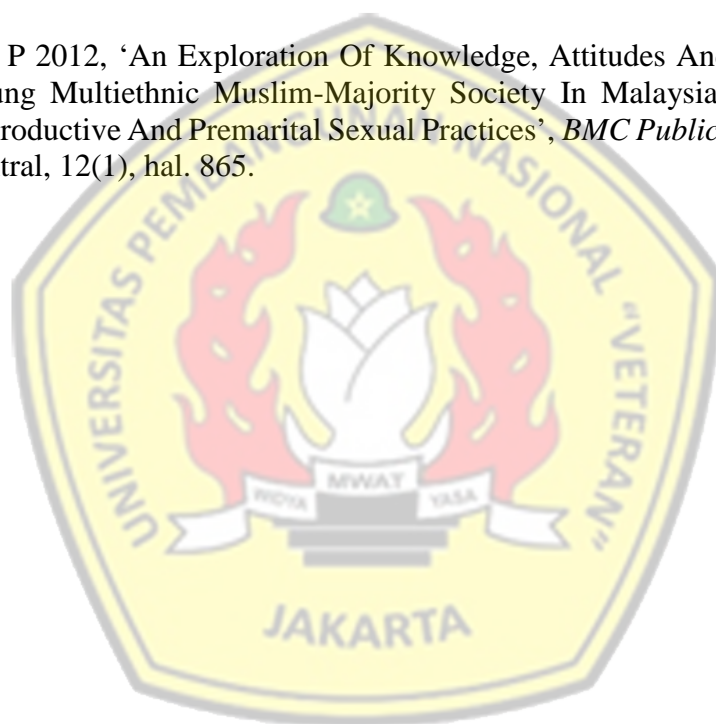 P 2012, ‘An Exploration Of Knowledge, Attitudes And
ung Multiethnic Muslim-Majority Society In Malaysia
roductive And Premarital Sexual Practices’, BMC Public
tral, 12(1), hal. 865.
UNIVERSITAS PEMBANGUNAN NASIONAL “VETERAN”
WIDYA MWAT YASA
JAKARTA